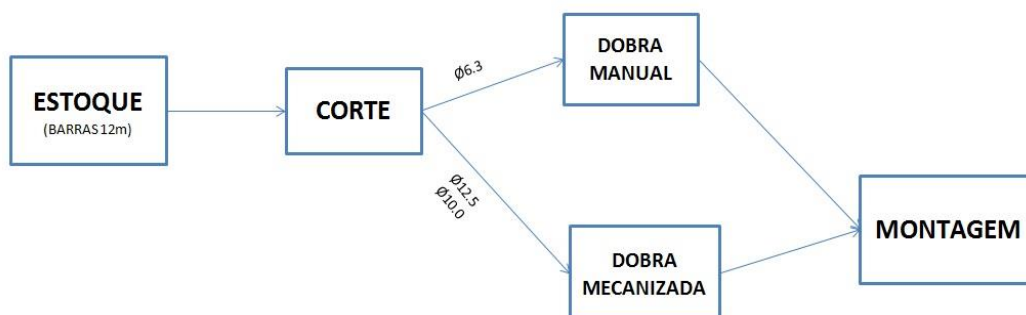 ESTOQUE
(BARRAS 12m)
CORTE
Ø6.3
DOBRA
MANUAL
Ø12.5
Ø10.0
DOBRA
MECANIZADA
MONTAGEM